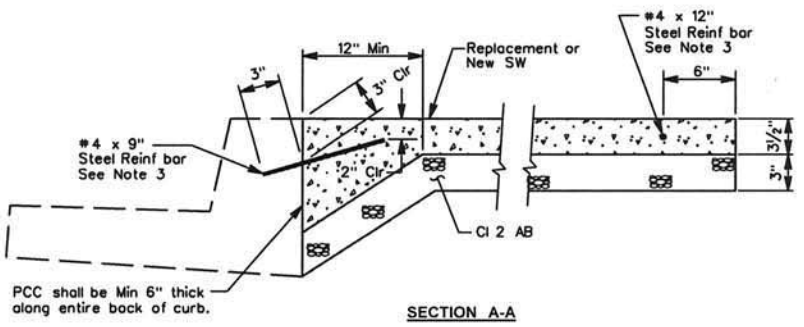 #4 x 12"
Steel Reinf bar
See Note 3
12" Min
Replacement or
New SW
3" Clr
3"
6"
#4 x 9"
Steel Reinf bar
See Note 3
3"
2" Clr
3½"
3"
Cl 2 AB
PCC shall be Min 6" thick
along entire back of curb.
SECTION A-A